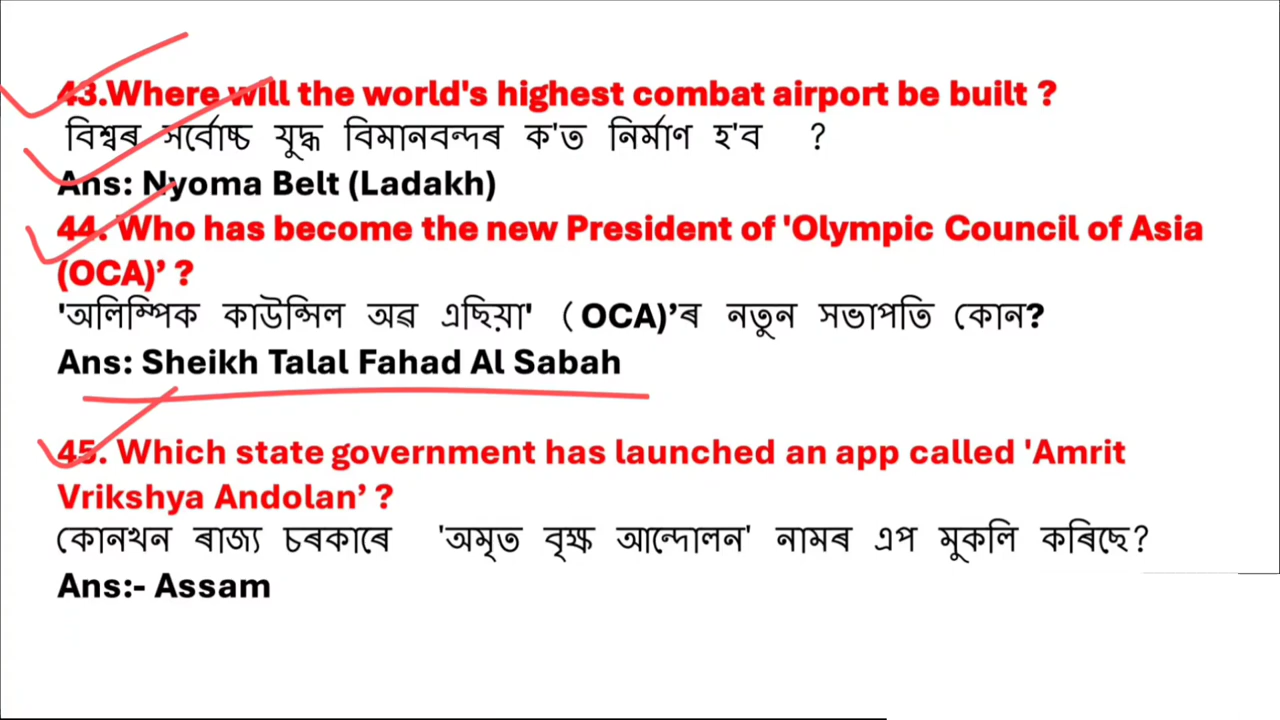 43.Where will the world's highest combat airport be built ?
বিশ্বৰ সৰ্বোচ্চ যুদ্ধ বিমানবন্দৰ ক'ত নিৰ্মাণ হ'ব ?
Ans: Nyoma Belt (Ladakh)
44. Who has become the new President of 'Olympic Council of Asia
(OCA)’ ?
'অলিম্পিক কাউন্সিল অৱ এছিয়া' (OCA)’ৰ নতুন সভাপতি কোন?
Ans: Sheikh Talal Fahad Al Sabah
45. Which state government has launched an app called 'Amrit
Vrikshya Andolan’ ?
কোনখন ৰাজ্য চৰকাৰে 'অমৃত বৃক্ষ আন্দোলন' নামৰ এপ মুকলি কৰিছে?
Ans:- Assam